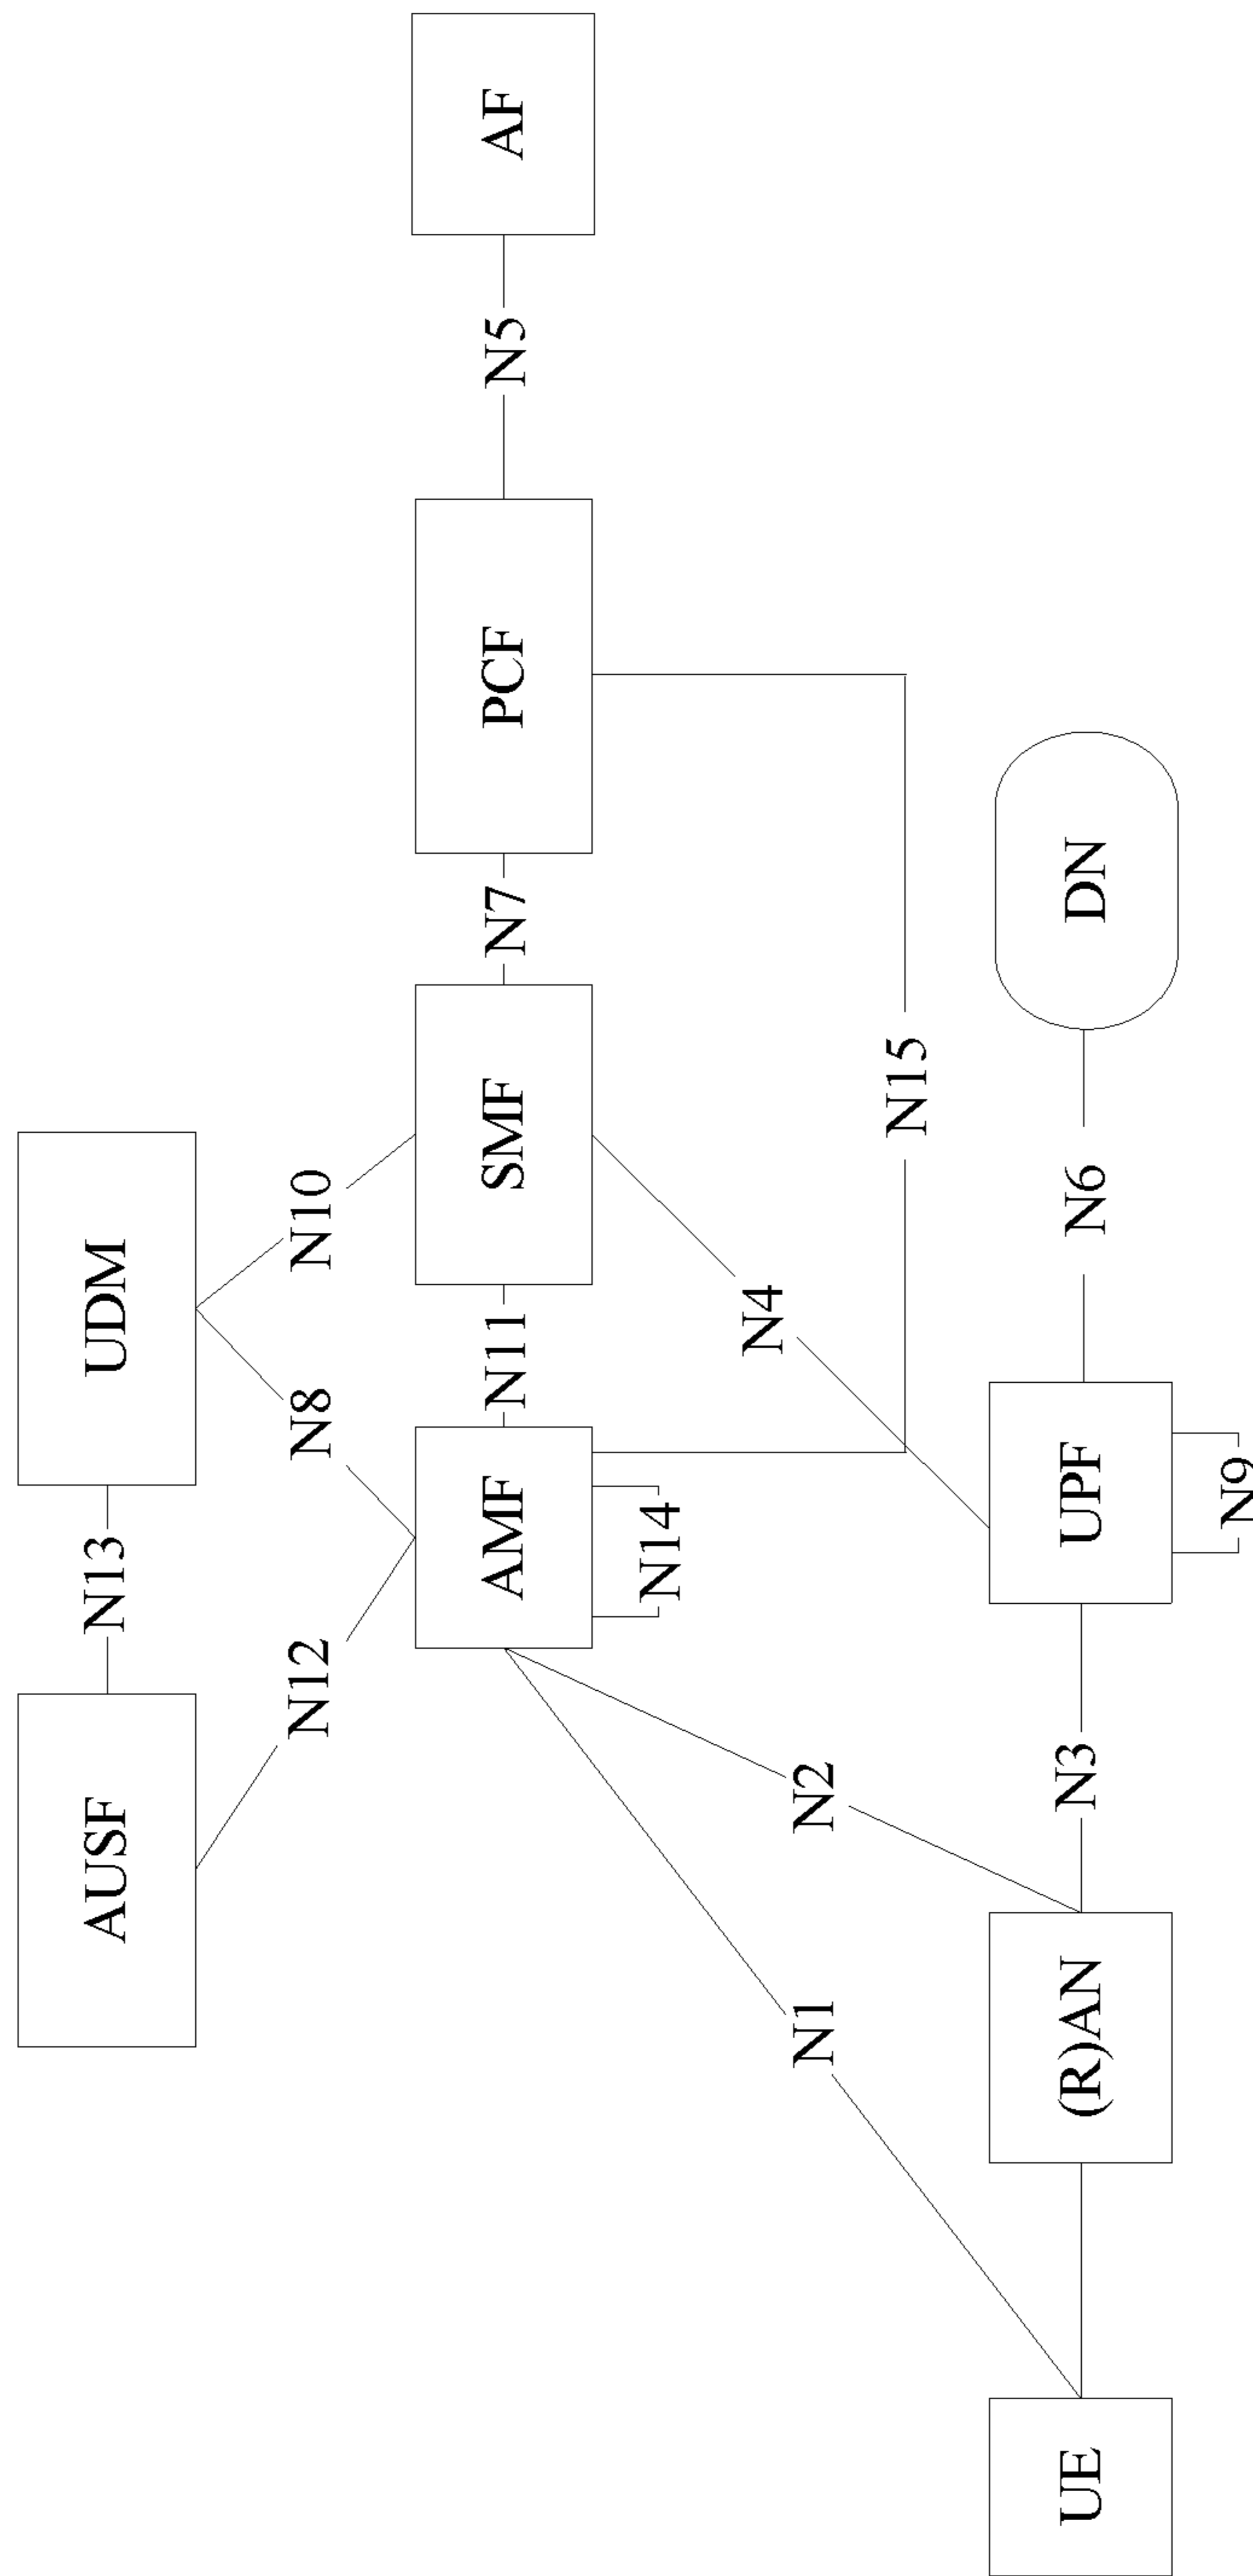 AUSF
N13
UDM
N12
N8
N10
AMF
N11
SMF
N7
PCF
N5
AF
N14
N1
N2
N4
N15
UE
(R)AN
N3
UPF
N6
DN
N9